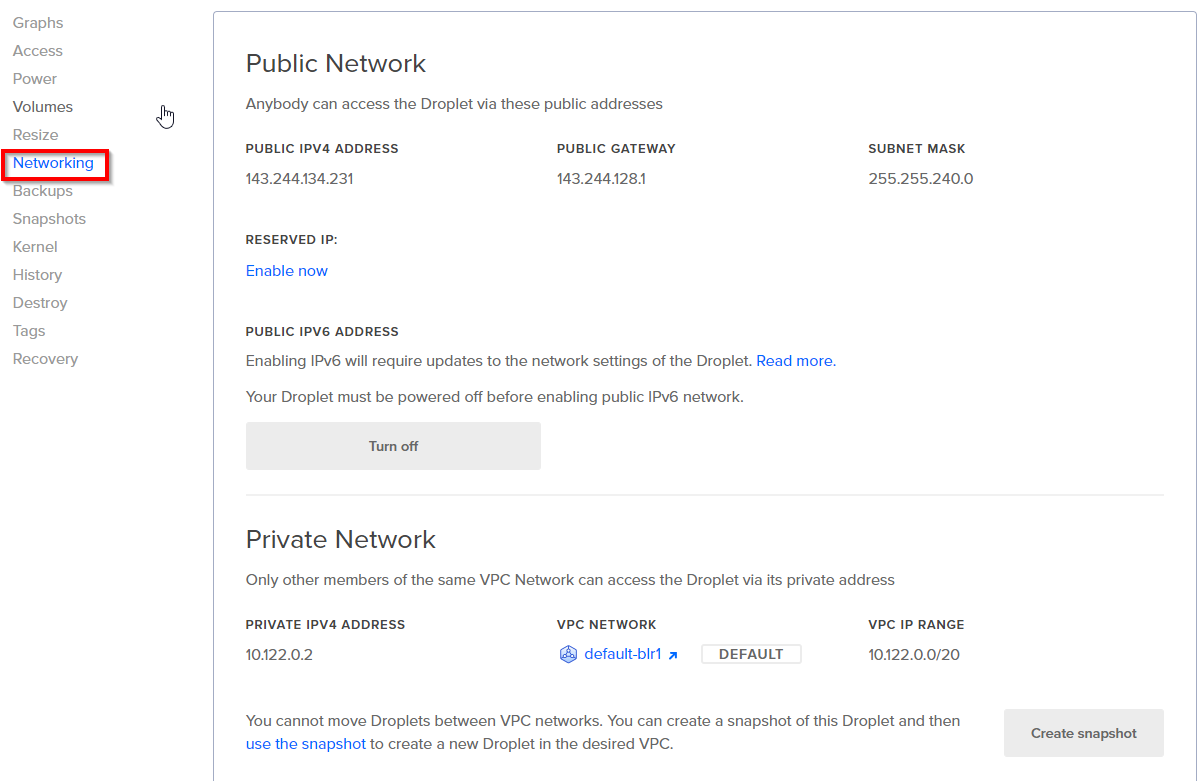 Graphs
Access
Power
Volumes
Resize
Networking
Backups
Snapshots
Kernel
History
Destroy
Tags
Recovery
Public Network
Anybody can access the Droplet via these public addresses
PUBLIC IPV4 ADDRESS
143.244.134.231
PUBLIC GATEWAY
143.244.128.1
SUBNET MASK
255.255.240.0
RESERVED IP:
Enable now
PUBLIC IPV6 ADDRESS
Enabling IPv6 will require updates to the network settings of the Droplet. Read more.
Your Droplet must be powered off before enabling public IPv6 network.
Turn off
Private Network
Only other members of the same VPC Network can access the Droplet via its private address
PRIVATE IPV4 ADDRESS
10.122.0.2
VPC NETWORK
default-blr1 DEFAULT
VPC IP RANGE
10.122.0.0/20
You cannot move Droplets between VPC networks. You can create a snapshot of this Droplet and then
use the snapshot to create a new Droplet in the desired VPC.
Create snapshot